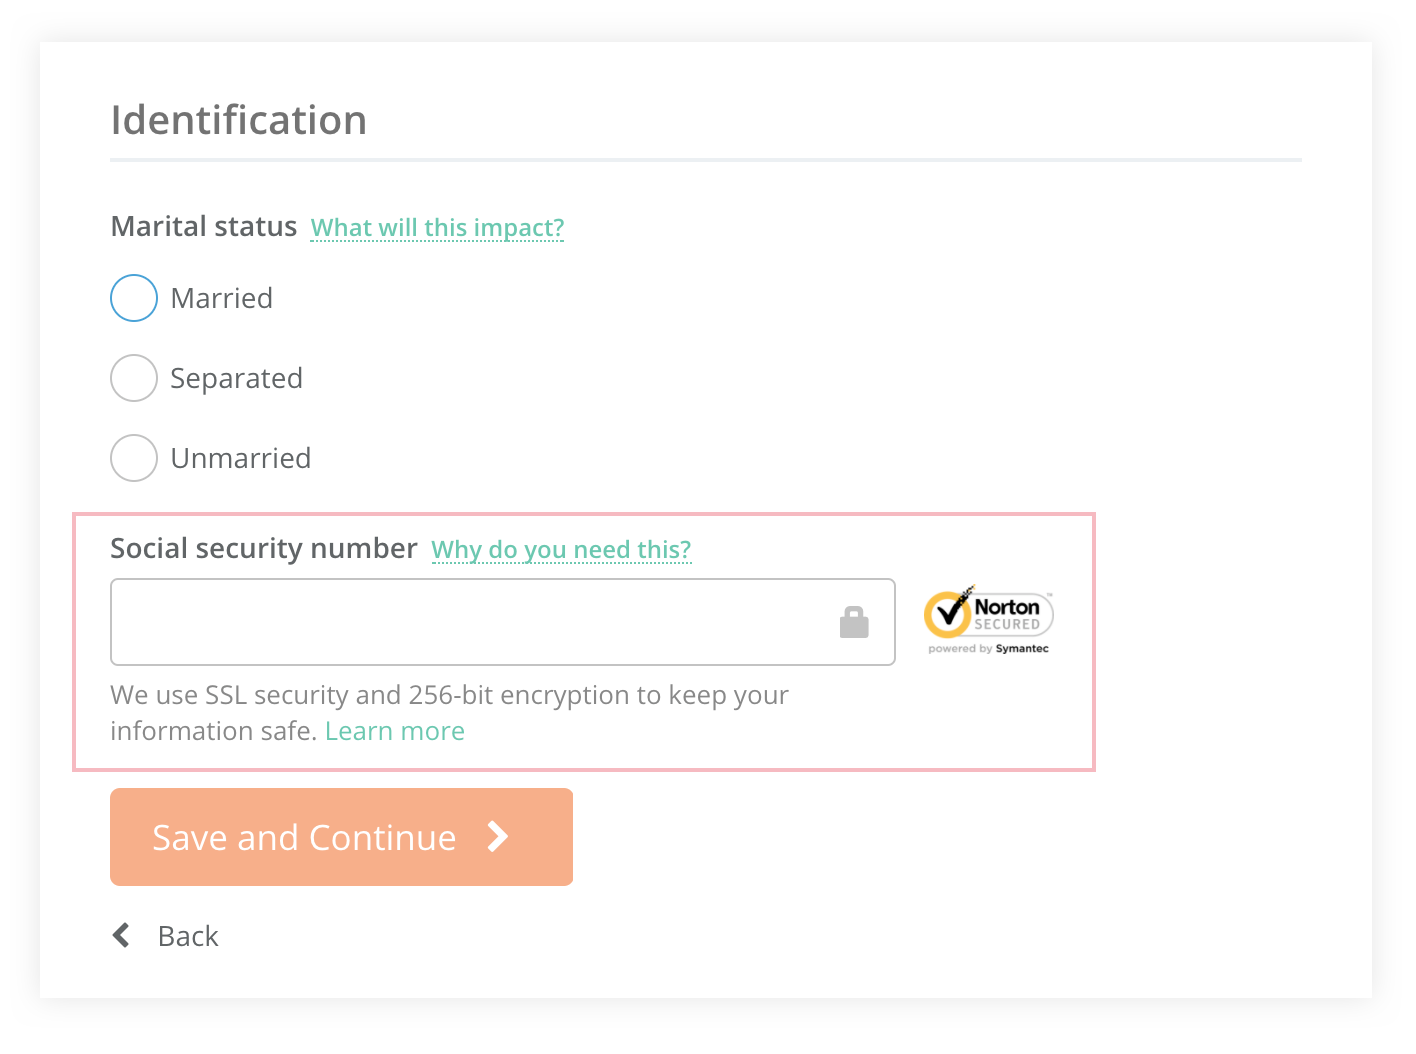 Identification
Marital status What will this impact?
Married
Separated
Unmarried
Social security number Why do you need this?
Norton
SECURED
powered by Symantec
We use SSL security and 256-bit encryption to keep your
information safe. Learn more
Save and Continue
Back